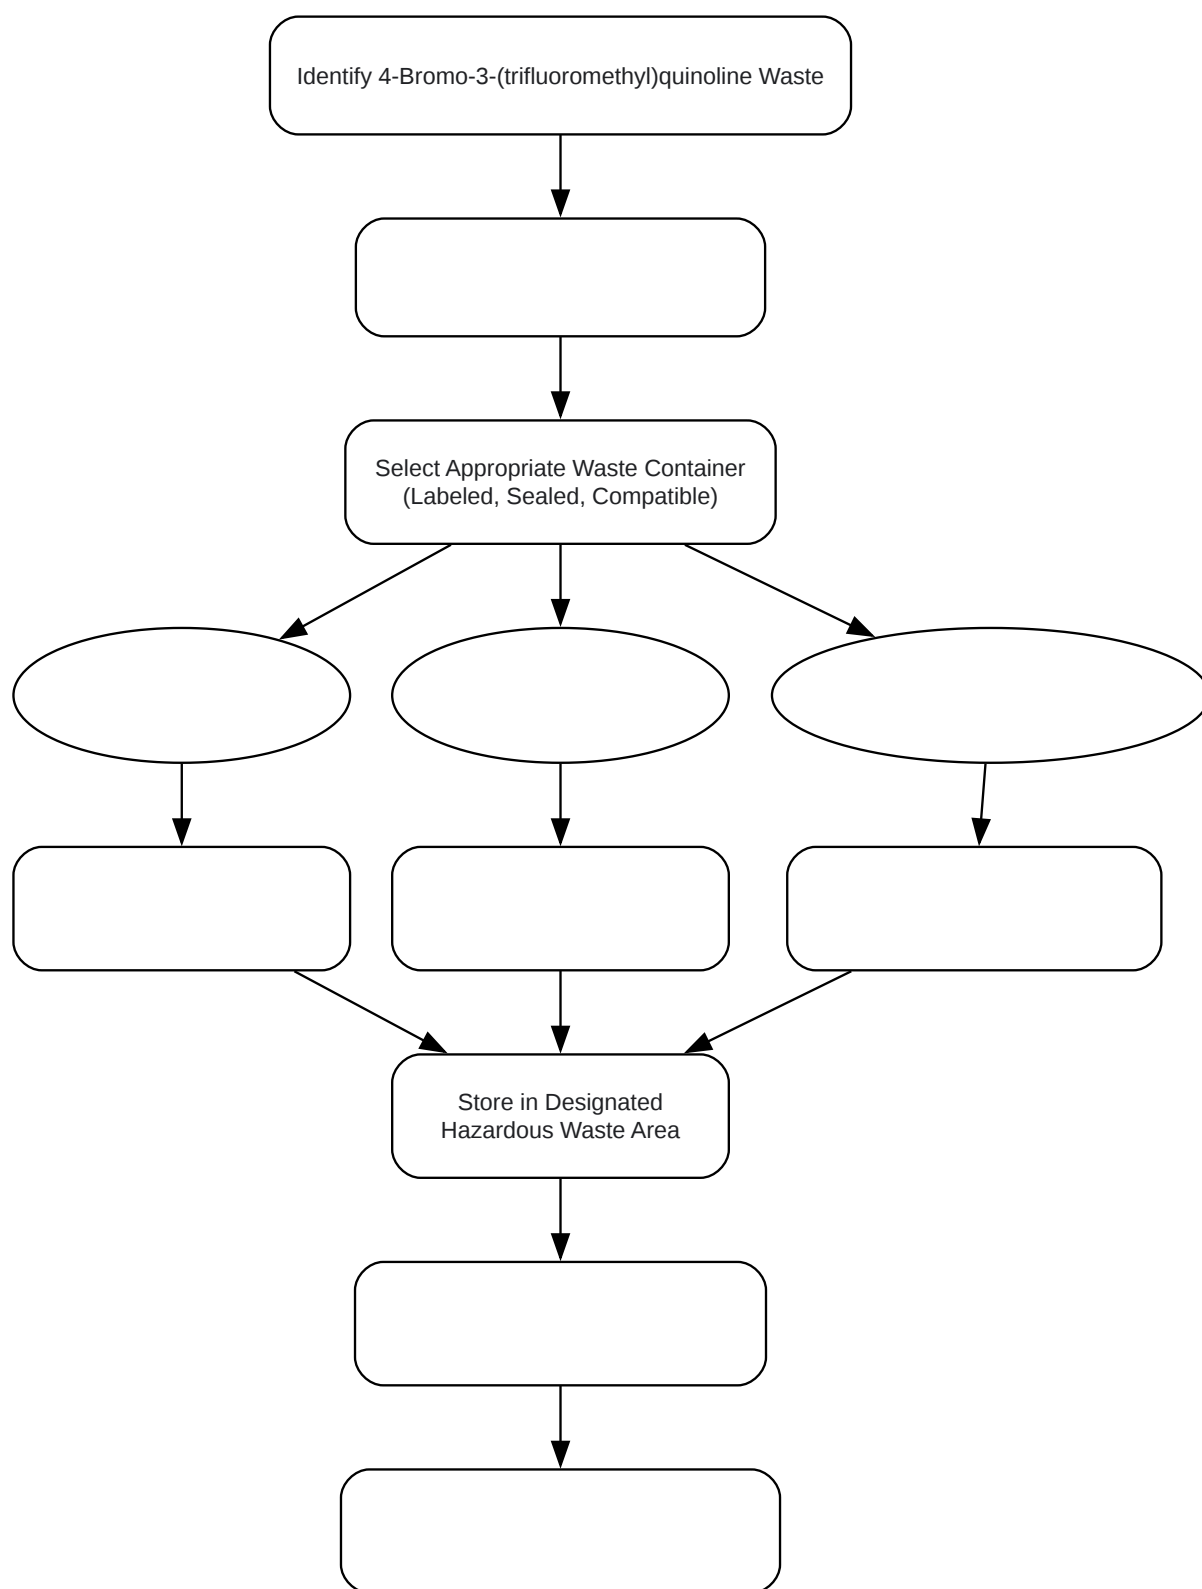 Identify 4-Bromo-3-(trifluoromethyl)quinoline Waste
Select Appropriate Waste Container
(Labeled, Sealed, Compatible)
Store in Designated
Hazardous Waste Area